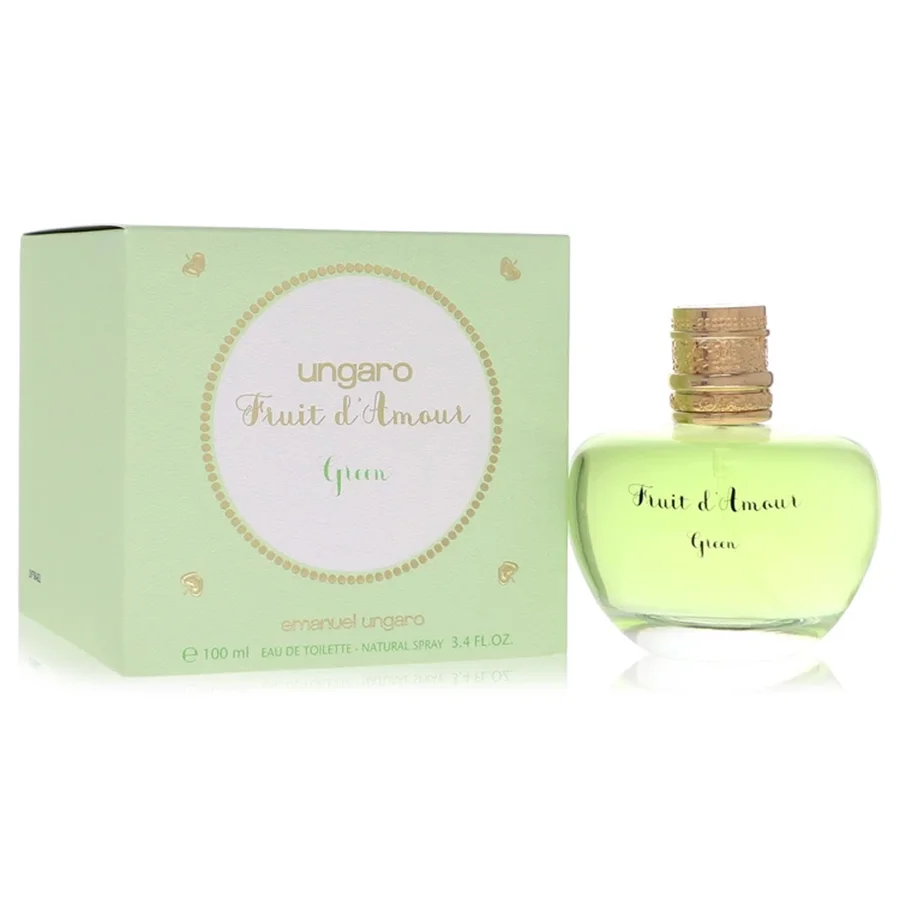 ungaro
Fruit d'Amour
Green
emanuel ungaro
℮ 100 ml EAU DE TOILETTE - NATURAL SPRAY 3.4 FL.OZ.
Fruit d'Amour
Green